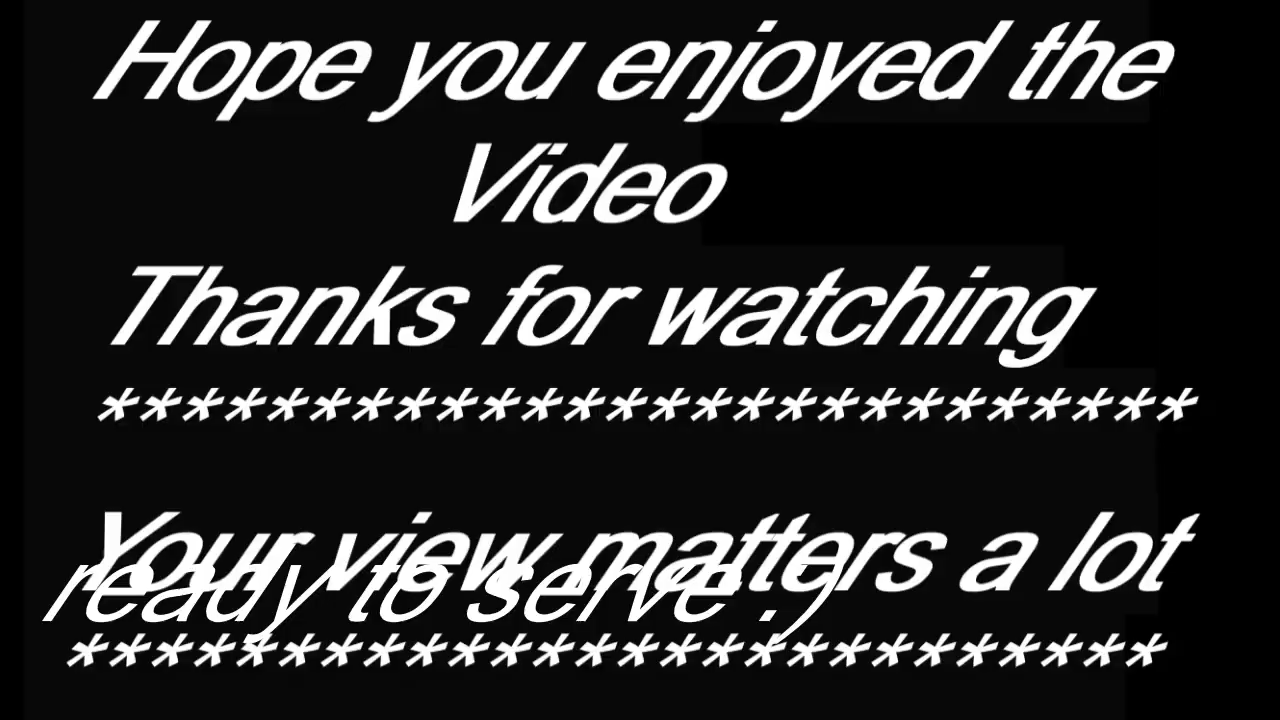 Hope you enjoyed the
Video
Thanks for watching
**************************
Your view matters a lot
ready to serve :)
**************************